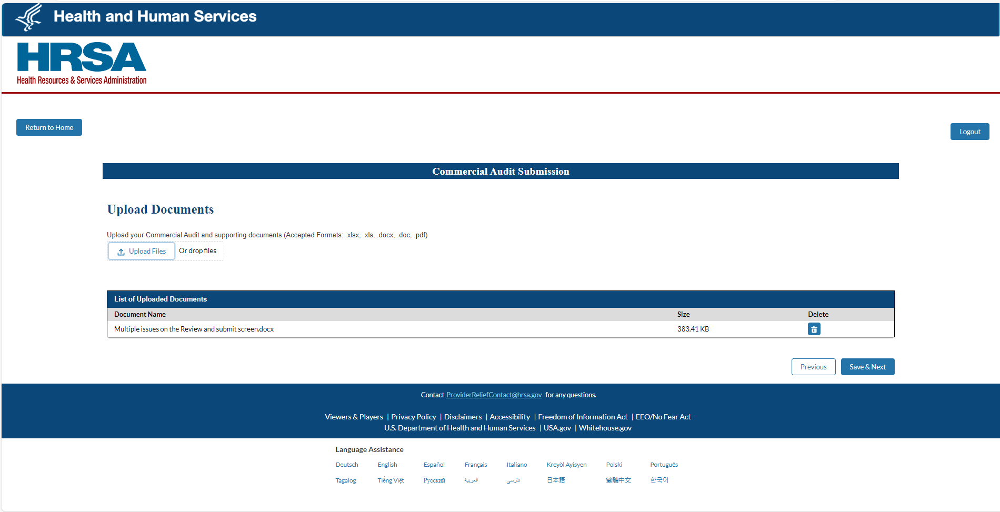 Health and Human Services
HRSA
Health Resources & Services Administration
Return to Home
Logout
Commercial Audit Submission
Upload Documents
Upload your Commercial Audit and supporting documents (Accepted Formats: .xlsx, .xls, .docx, .doc, .pdf)
Upload Files Or drop files
List of Uploaded Documents
Document Name Size Delete
Multiple issues on the Review and submit screen.docx 383.41 KB
Previous Save & Next
Contact ProviderReliefContact@hrsa.gov for any questions.
Viewers & Players | Privacy Policy | Disclaimers | Accessibility | Freedom of Information Act | EEO/No Fear Act
U.S. Department of Health and Human Services | USA.gov | Whitehouse.gov
Language Assistance
Deutsch English Español Français Italiano Kreyòl Ayisyen Polski Português
Tagalog Tiếng Việt Русский العربية فارسی 日本語 繁體中文 한국어